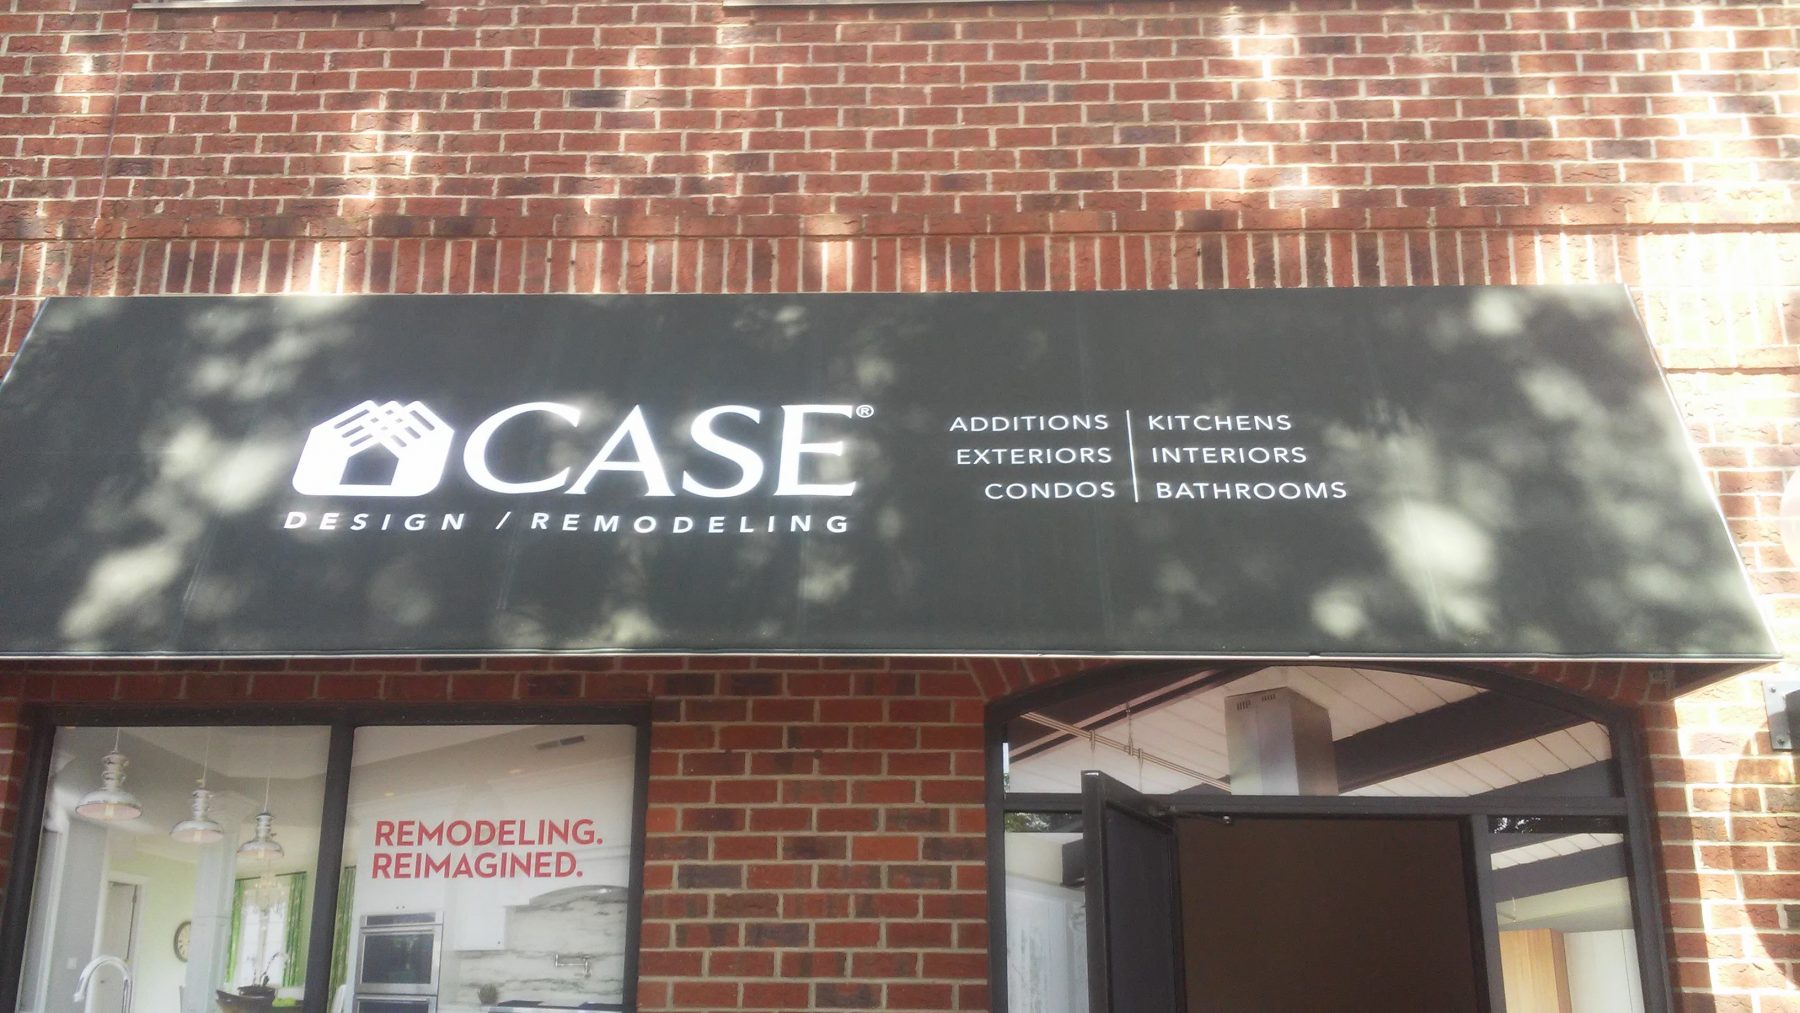 CASE®
DESIGN / REMODELING
ADDITIONS | KITCHENS
EXTERIORS | INTERIORS
CONDOS | BATHROOMS
REMODELING.
REIMAGINED.